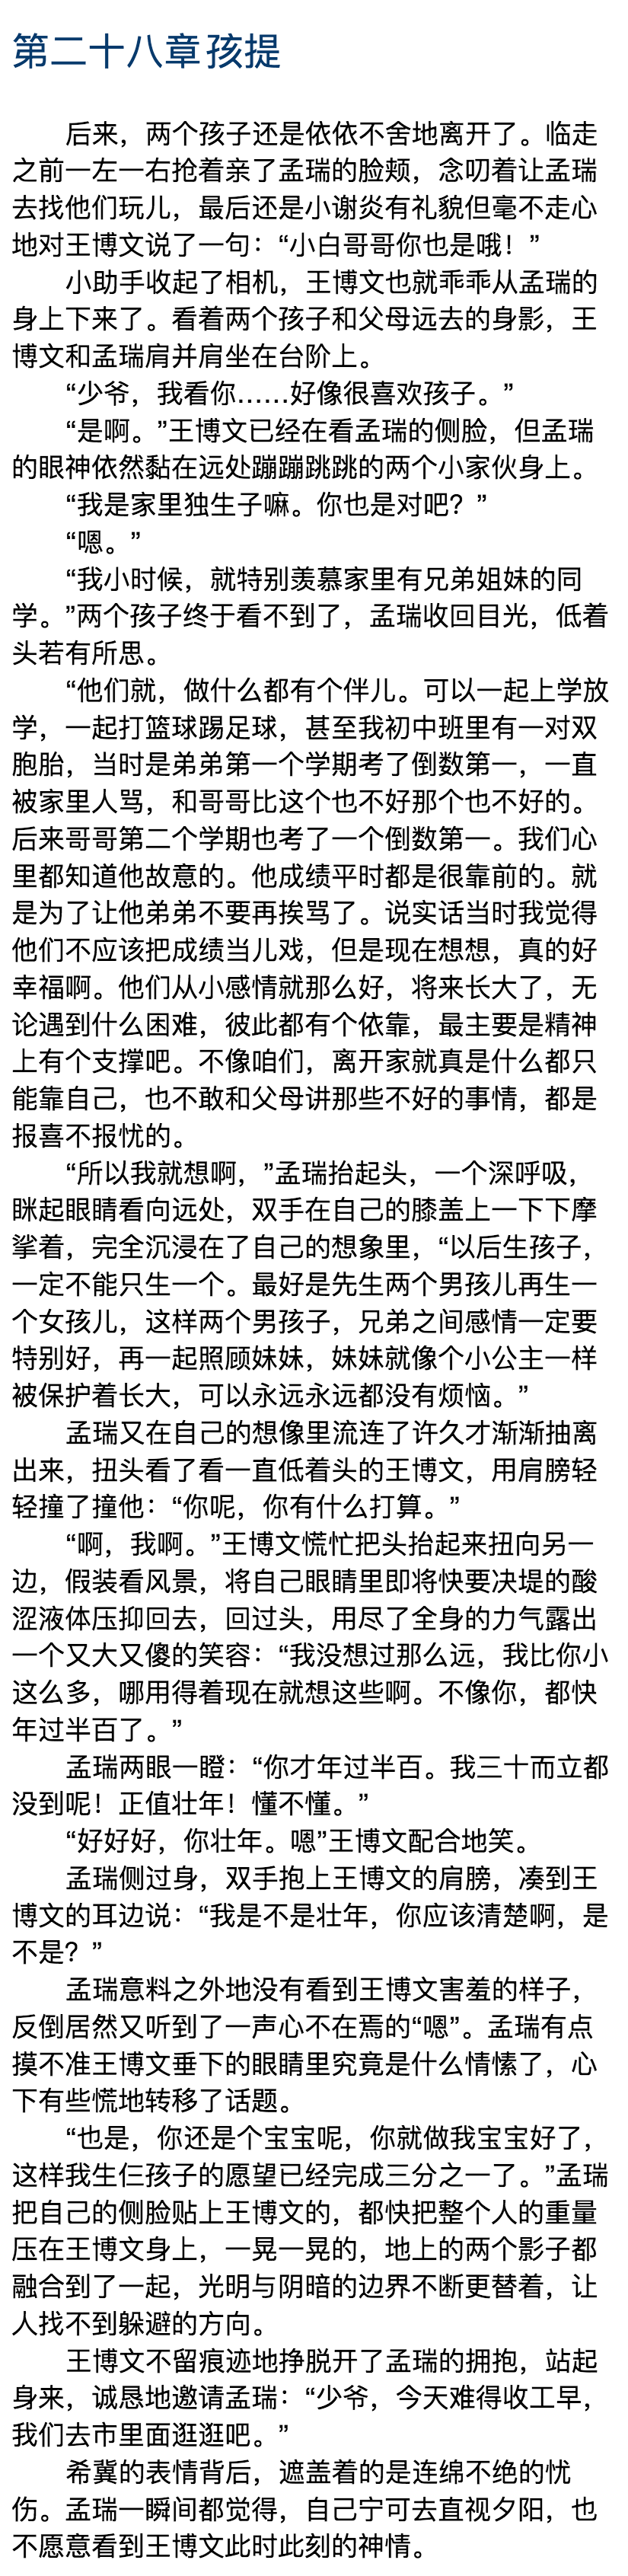 第二十八章孩提
后来，两个孩子还是依依不舍地离开了。临走
之前一左一右抢着亲了孟瑞的脸颊，念叨着让孟瑞
去找他们玩儿，最后还是小谢炎有礼貌但毫不走心
地对王博文说了一句：“小白哥哥你也是哦！”
小助手收起了相机，王博文也就乖乖从孟瑞的
身上下来了。看着两个孩子和父母远去的身影，王
博文和孟瑞肩并肩坐在台阶上。
“少爷，我看你……好像很喜欢孩子。”
“是啊。”王博文已经在看孟瑞的侧脸，但孟瑞
的眼神依然黏在远处蹦蹦跳跳的两个小家伙身上。
“我是家里独生子嘛。你也是对吧？”
“嗯。”
“我小时候，就特别羡慕家里有兄弟姐妹的同
学。”两个孩子终于看不到了，孟瑞收回目光，低着
头若有所思。
“他们就，做什么都有个伴儿。可以一起上学放
学，一起打篮球踢足球，甚至我初中班里有一对双
胞胎，当时是弟弟第一个学期考了倒数第一，一直
被家里人骂，和哥哥比这个也不好那个也不好的。
后来哥哥第二个学期也考了一个倒数第一。我们心
里都知道他故意的。他成绩平时都是很靠前的。就
是为了让他弟弟不要再挨骂了。说实话当时我觉得
他们不应该把成绩当儿戏，但是现在想想，真的好
幸福啊。他们从小感情就那么好，将来长大了，无
论遇到什么困难，彼此都有个依靠，最主要是精神
上有个支撑吧。不像咱们，离开家就真是什么都只
能靠自己，也不敢和父母讲那些不好的事情，都是
报喜不报忧的。
“所以我就想啊，”孟瑞抬起头，一个深呼吸，
眯起眼睛看向远处，双手在自己的膝盖上一下下摩
挲着，完全沉浸在了自己的想象里，“以后生孩子，
一定不能只生一个。最好是先生两个男孩儿再生一
个女孩儿，这样两个男孩子，兄弟之间感情一定要
特别好，再一起照顾妹妹，妹妹就像个小公主一样
被保护着长大，可以永远永远都没有烦恼。”
孟瑞又在自己的想像里流连了许久才渐渐抽离
出来，扭头看了看一直低着头的王博文，用肩膀轻
轻撞了撞他：“你呢，你有什么打算。”
“啊，我啊。”王博文慌忙把头抬起来扭向另一
边，假装看风景，将自己眼睛里即将快要决堤的酸
涩液体压抑回去，回过头，用尽了全身的力气露出
一个又大又傻的笑容：“我没想过那么远，我比你小
这么多，哪用得着现在就想这些啊。不像你，都快
年过半百了。”
孟瑞两眼一瞪：“你才年过半百。我三十而立都
没到呢！正值壮年！懂不懂。”
“好好好，你壮年。嗯”王博文配合地笑。
孟瑞侧过身，双手抱上王博文的肩膀，凑到王
博文的耳边说：“我是不是壮年，你应该清楚啊，是
不是？”
孟瑞意料之外地没有看到王博文害羞的样子，
反倒居然又听到了一声心不在焉的“嗯”。孟瑞有点
摸不准王博文垂下的眼睛里究竟是什么情愫了，心
下有些慌地转移了话题。
“也是，你还是个宝宝呢，你就做我宝宝好了，
这样我生仨孩子的愿望已经完成三分之一了。”孟瑞
把自己的侧脸贴上王博文的，都快把整个人的重量
压在王博文身上，一晃一晃的，地上的两个影子都
融合到了一起，光明与阴暗的边界不断更替着，让
人找不到躲避的方向。
王博文不留痕迹地挣脱开了孟瑞的拥抱，站起
身来，诚恳地邀请孟瑞：“少爷，今天难得收工早，
我们去市里面逛逛吧。”
希冀的表情背后，遮盖着的是连绵不绝的忧
伤。孟瑞一瞬间都觉得，自己宁可去直视夕阳，也
不愿意看到王博文此时此刻的神情。